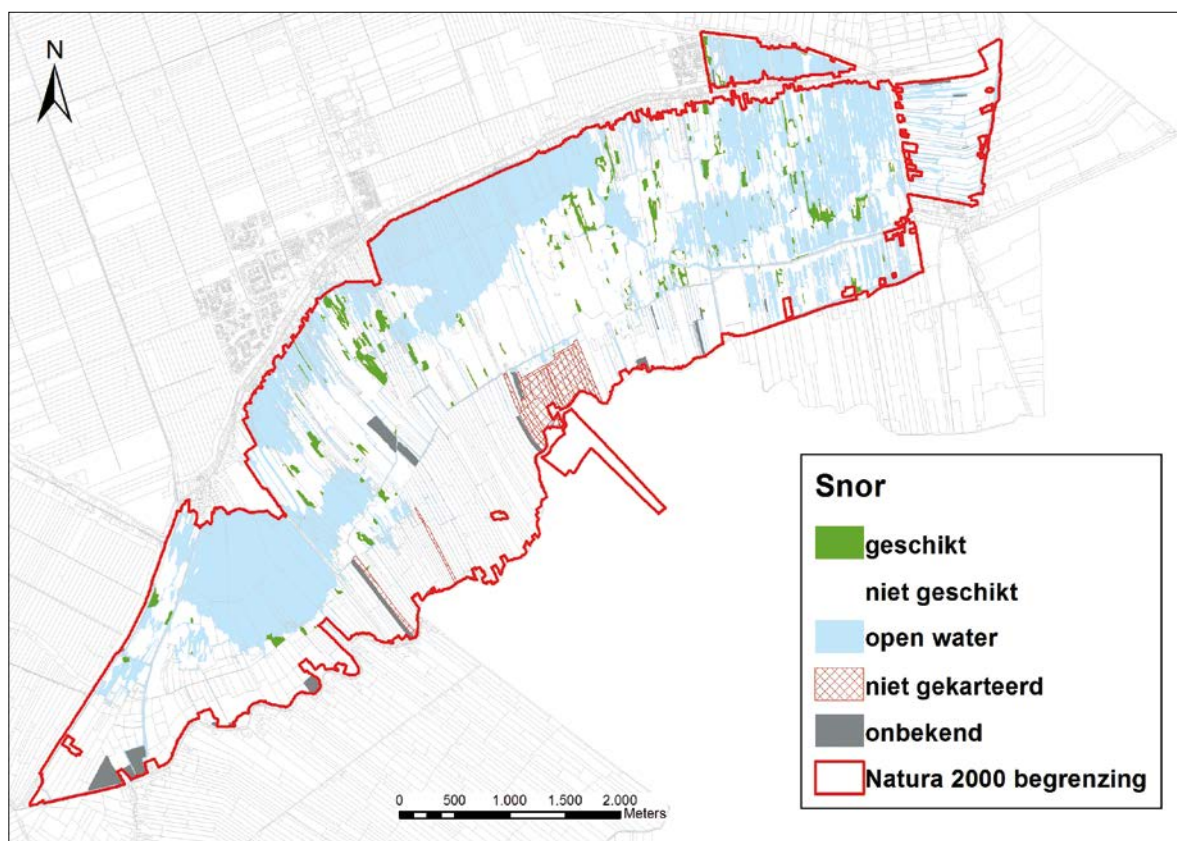 N
Snor
geschikt
niet geschikt
open water
niet gekarteerd
onbekend
Natura 2000 begrenzing
0 500 1.000 1.500 2.000
Meters